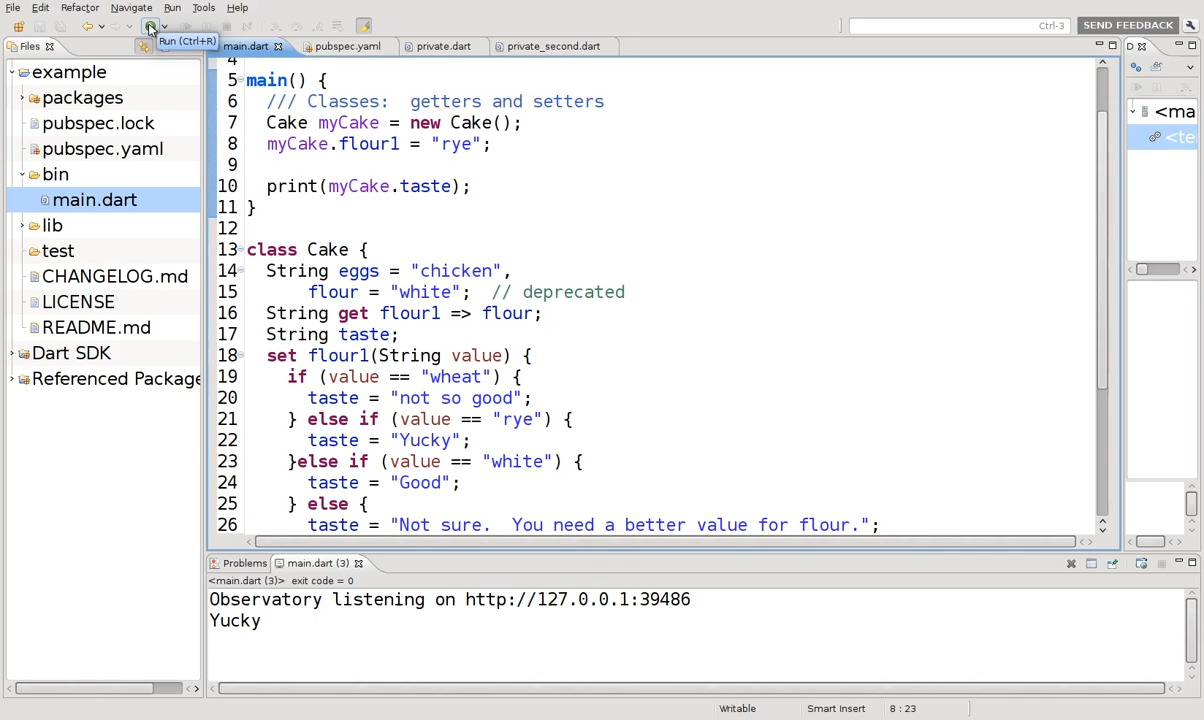 File Edit Refactor Navigate Run Tools Help
Ctrl-3 SEND FEEDBACK
Run (Ctrl+R)
Files main.dart pubspec.yaml private.dart private_second.dart D
example
packages
pubspec.lock
pubspec.yaml
bin
main.dart
lib
test
CHANGELOG.md
LICENSE
README.md
Dart SDK
Referenced Package
4
5 main() {
6 /// Classes:  getters and setters
7 Cake myCake = new Cake();
8 myCake.flour1 = "rye";
9
10 print(myCake.taste);
11 }
12
13 class Cake {
14 String eggs = "chicken",
15 flour = "white";  // deprecated
16 String get flour1 => flour;
17 String taste;
18 set flour1(String value) {
19 if (value == "wheat") {
20 taste = "not so good";
21 } else if (value == "rye") {
22 taste = "Yucky";
23 }else if (value == "white") {
24 taste = "Good";
25 } else {
26 taste = "Not sure.  You need a better value for flour.";
<ma
<te
Problems main.dart (3)
<main.dart (3)> exit code = 0
Observatory listening on http://127.0.0.1:39486
Yucky
Writable Smart Insert 8 : 23